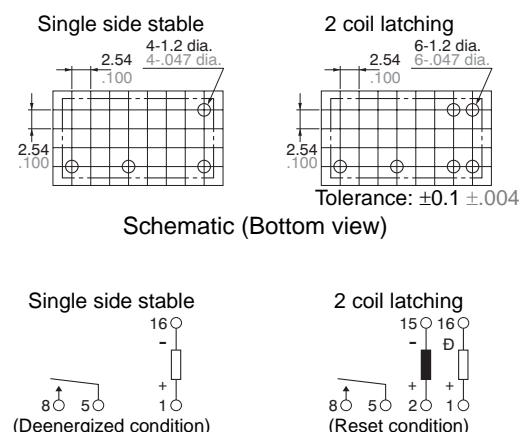 Single side stable
2 coil latching
2.54
.100
4-1.2 dia.
4-.047 dia.
2.54
.100
6-1.2 dia.
6-.047 dia.
2.54
.100
2.54
.100
Tolerance: ±0.1 ±.004
Schematic (Bottom view)
Single side stable
2 coil latching
16
-
+
8 5 1
(Deenergized condition)
15 16
- Đ
+ +
8 5 2 1
(Reset condition)